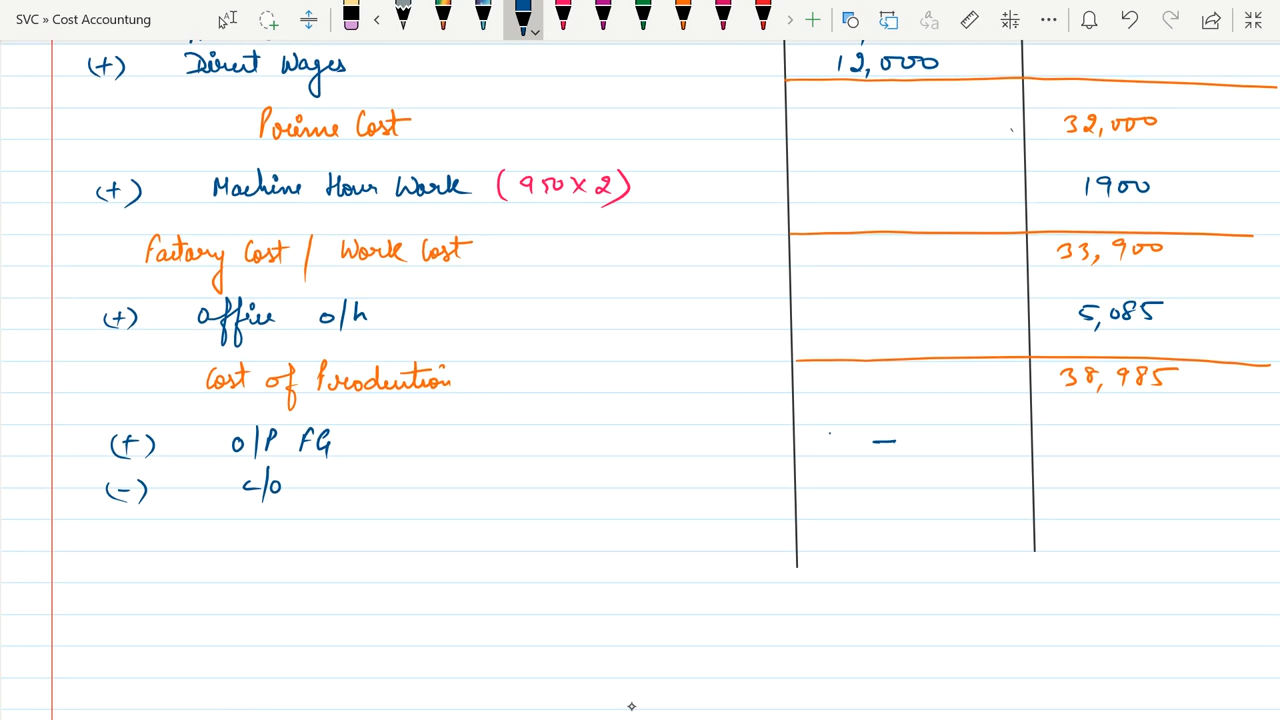 SVC » Cost Accountung
(+) Direct Wages 12,000
Prime Cost 32,000
(+) Machine Hour Work (950 × 2) 1900
Factory Cost / Work Cost 33,900
(+) Office o/h 5,085
Cost of Production 38,985
(+) O/P FG —
(-) c/o